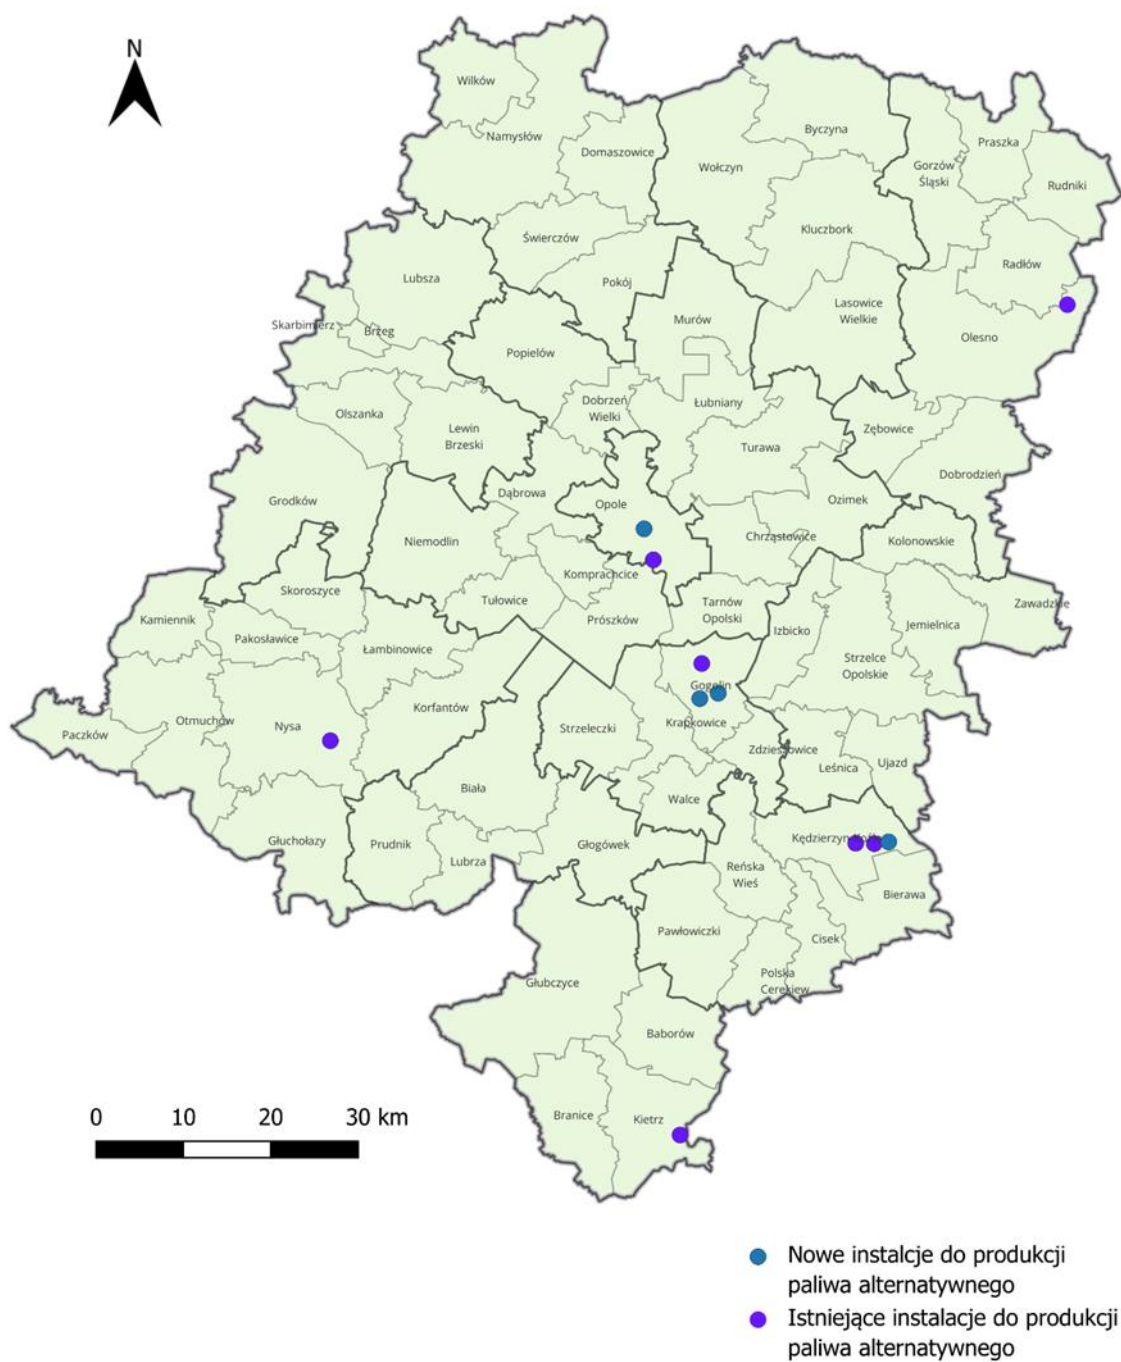 N
Wilków
Namysłów
Domaszowice
Byczyna
Wołczyn
Praszka
Gorzów
Śląski
Rudniki
Kluczbork
Świerczów
Radłów
Lubsza
Pokój
Lasowice
Wielkie
Skarbimierz
Brzeg
Murów
Olesno
Popielów
Dobrzeń
Wielki
Łubniany
Olszanka
Lewin
Brzeski
Zębowice
Turawa
Dobrodzień
Grodków
Dąbrowa
Opole
Ozimek
Niemodlin
Chrząstowice
Kolonowskie
Komprachcice
Skoroszyce
Tułowice
Tarnów
Opolski
Zawadzkie
Kamiennik
Prószków
Izbicko
Jemielnica
Pakosławice
Łambinowice
Strzelce
Opolskie
Gogolin
Korfantów
Otmuchów
Nysa
Strzeleczki
Krapkowice
Paczków
Zdzieszowice
Leśnica
Ujazd
Biała
Walce
Głuchołazy
Prudnik
Lubrza
Głogówek
Kędzierzyn-Koźle
Reńska
Wieś
Bierawa
Pawłowiczki
Cisek
Polska
Cerekiew
Głubczyce
Baborów
Branice
Kietrz
0 10 20 30 km
Nowe instalcje do produkcji
paliwa alternatywnego
Istniejące instalacje do produkcji
paliwa alternatywnego